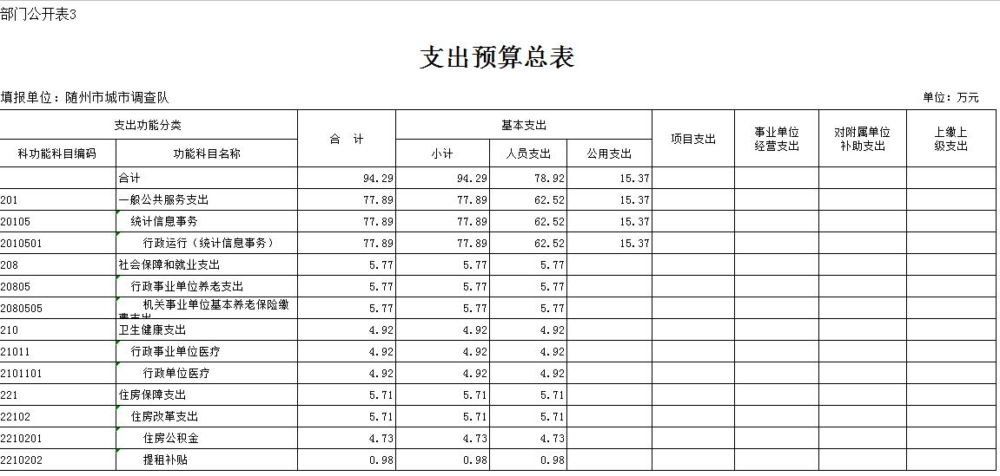 部门公开表3
支出预算总表
填报单位：随州市城市调查队 单位：万元
支出功能分类 合 计 基本支出 项目支出 事业单位经营支出 对附属单位补助支出 上缴上级支出
科功能科目编码 功能科目名称 小计 人员支出 公用支出
合计 94.29 94.29 78.92 15.37
201 一般公共服务支出 77.89 77.89 62.52 15.37
20105 统计信息事务 77.89 77.89 62.52 15.37
2010501 行政运行（统计信息事务） 77.89 77.89 62.52 15.37
208 社会保障和就业支出 5.77 5.77 5.77
20805 行政事业单位养老支出 5.77 5.77 5.77
2080505 机关事业单位基本养老保险缴 5.77 5.77 5.77
210 卫生健康支出 4.92 4.92 4.92
21011 行政事业单位医疗 4.92 4.92 4.92
2101101 行政单位医疗 4.92 4.92 4.92
221 住房保障支出 5.71 5.71 5.71
22102 住房改革支出 5.71 5.71 5.71
2210201 住房公积金 4.73 4.73 4.73
2210202 提租补贴 0.98 0.98 0.98